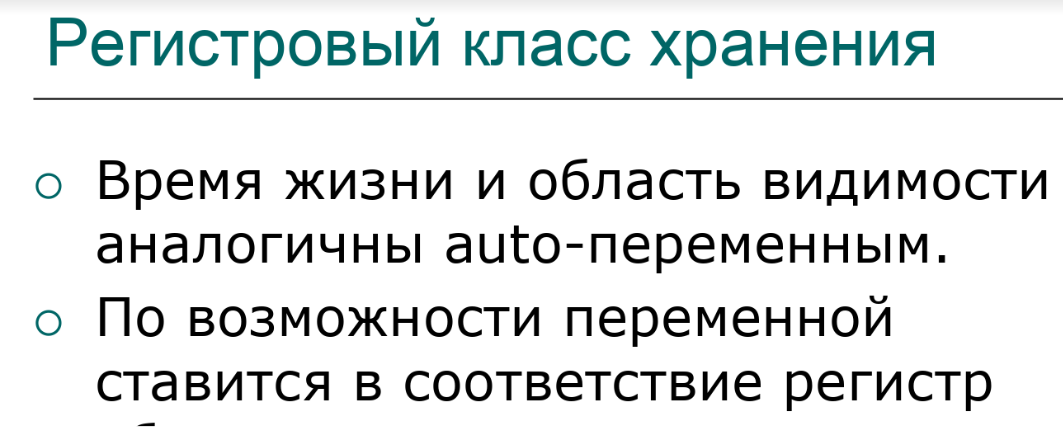 Регистровый класс хранения
Время жизни и область видимости
аналогичны auto-переменным.
По возможности переменной
ставится в соответствие регистр